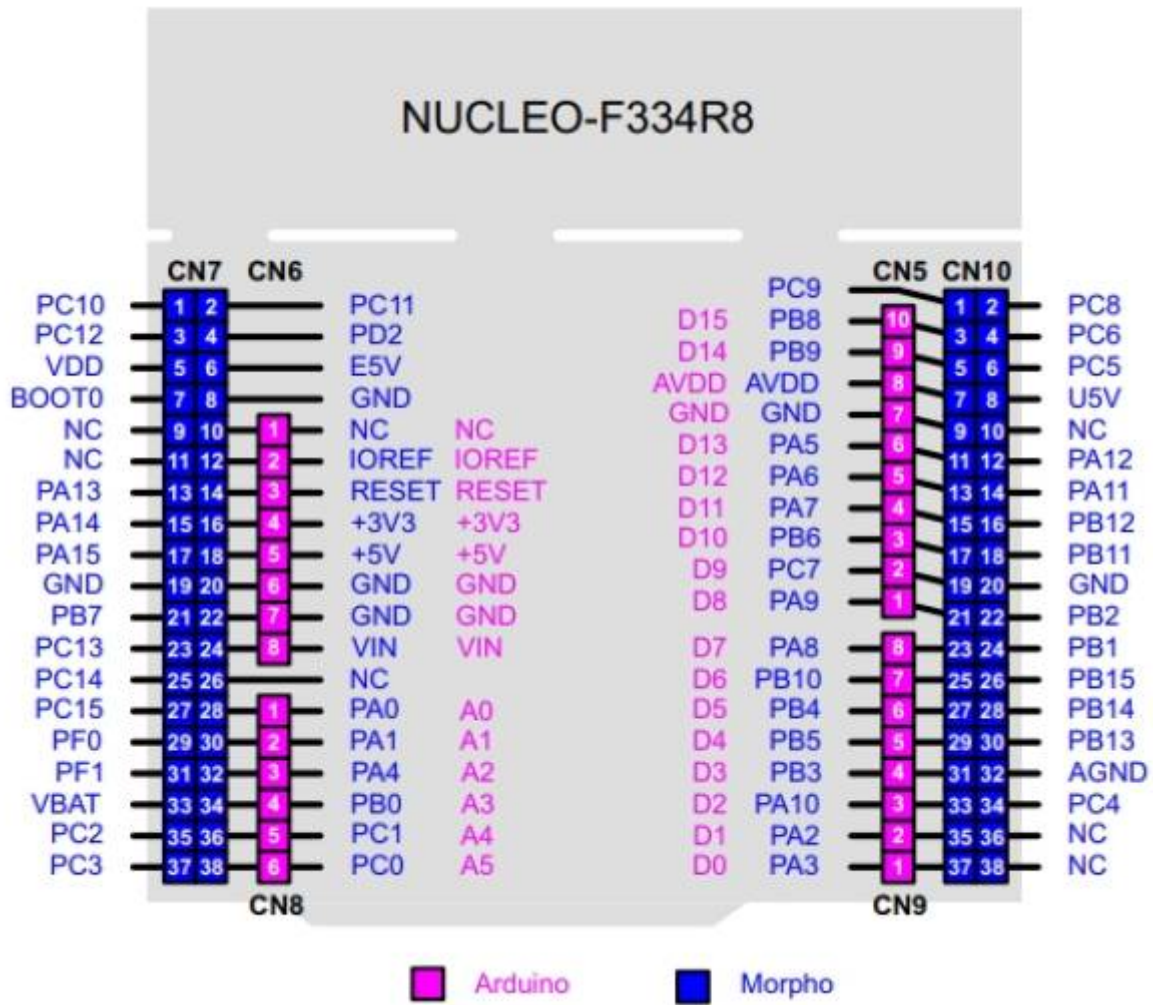 NUCLEO-F334R8
CN7 CN6 CN5 CN10
PC9
PC10 1 2 PC11 1 2 PC8
D15 PB8 10
PC12 3 4 PD2 3 4 PC6
D14 PB9 9
VDD 5 6 E5V 5 6 PC5
AVDD AVDD 8
BOOT0 7 8 GND 7 8 U5V
GND GND 7
NC 9 10 1 NC NC 9 10 NC
D13 PA5 6
NC 11 12 2 IOREF IOREF 11 12 PA12
D12 PA6 5
PA13 13 14 3 RESET RESET 13 14 PA11
D11 PA7 4
PA14 15 16 4 +3V3 +3V3 15 16 PB12
D10 PB6 3
PA15 17 18 5 +5V +5V 17 18 PB11
D9 PC7 2
GND 19 20 6 GND GND 19 20 GND
D8 PA9 1
PB7 21 22 7 GND GND 21 22 PB2
PC13 23 24 8 VIN VIN D7 PA8 8 23 24 PB1
PC14 25 26 NC D6 PB10 7 25 26 PB15
PC15 27 28 1 PA0 A0 D5 PB4 6 27 28 PB14
PF0 29 30 2 PA1 A1 D4 PB5 5 29 30 PB13
PF1 31 32 3 PA4 A2 D3 PB3 4 31 32 AGND
VBAT 33 34 4 PB0 A3 D2 PA10 3 33 34 PC4
PC2 35 36 5 PC1 A4 D1 PA2 2 35 36 NC
PC3 37 38 6 PC0 A5 D0 PA3 1 37 38 NC
CN8 CN9
Arduino Morpho